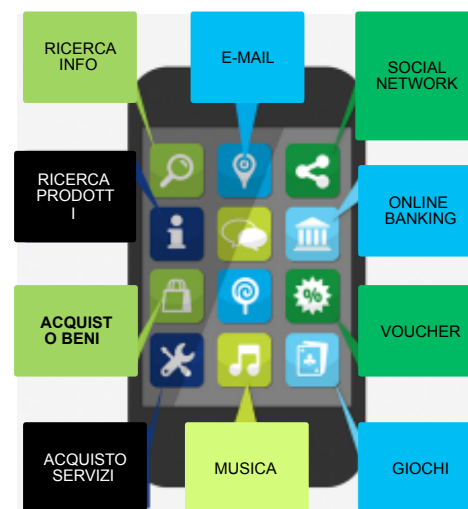 RICERCA
INFO
E-MAIL
SOCIAL
NETWORK
RICERCA
PRODOTT
I
ONLINE
BANKING
ACQUIST
O BENI
%
VOUCHER
ACQUISTO
SERVIZI
MUSICA
GIOCHI